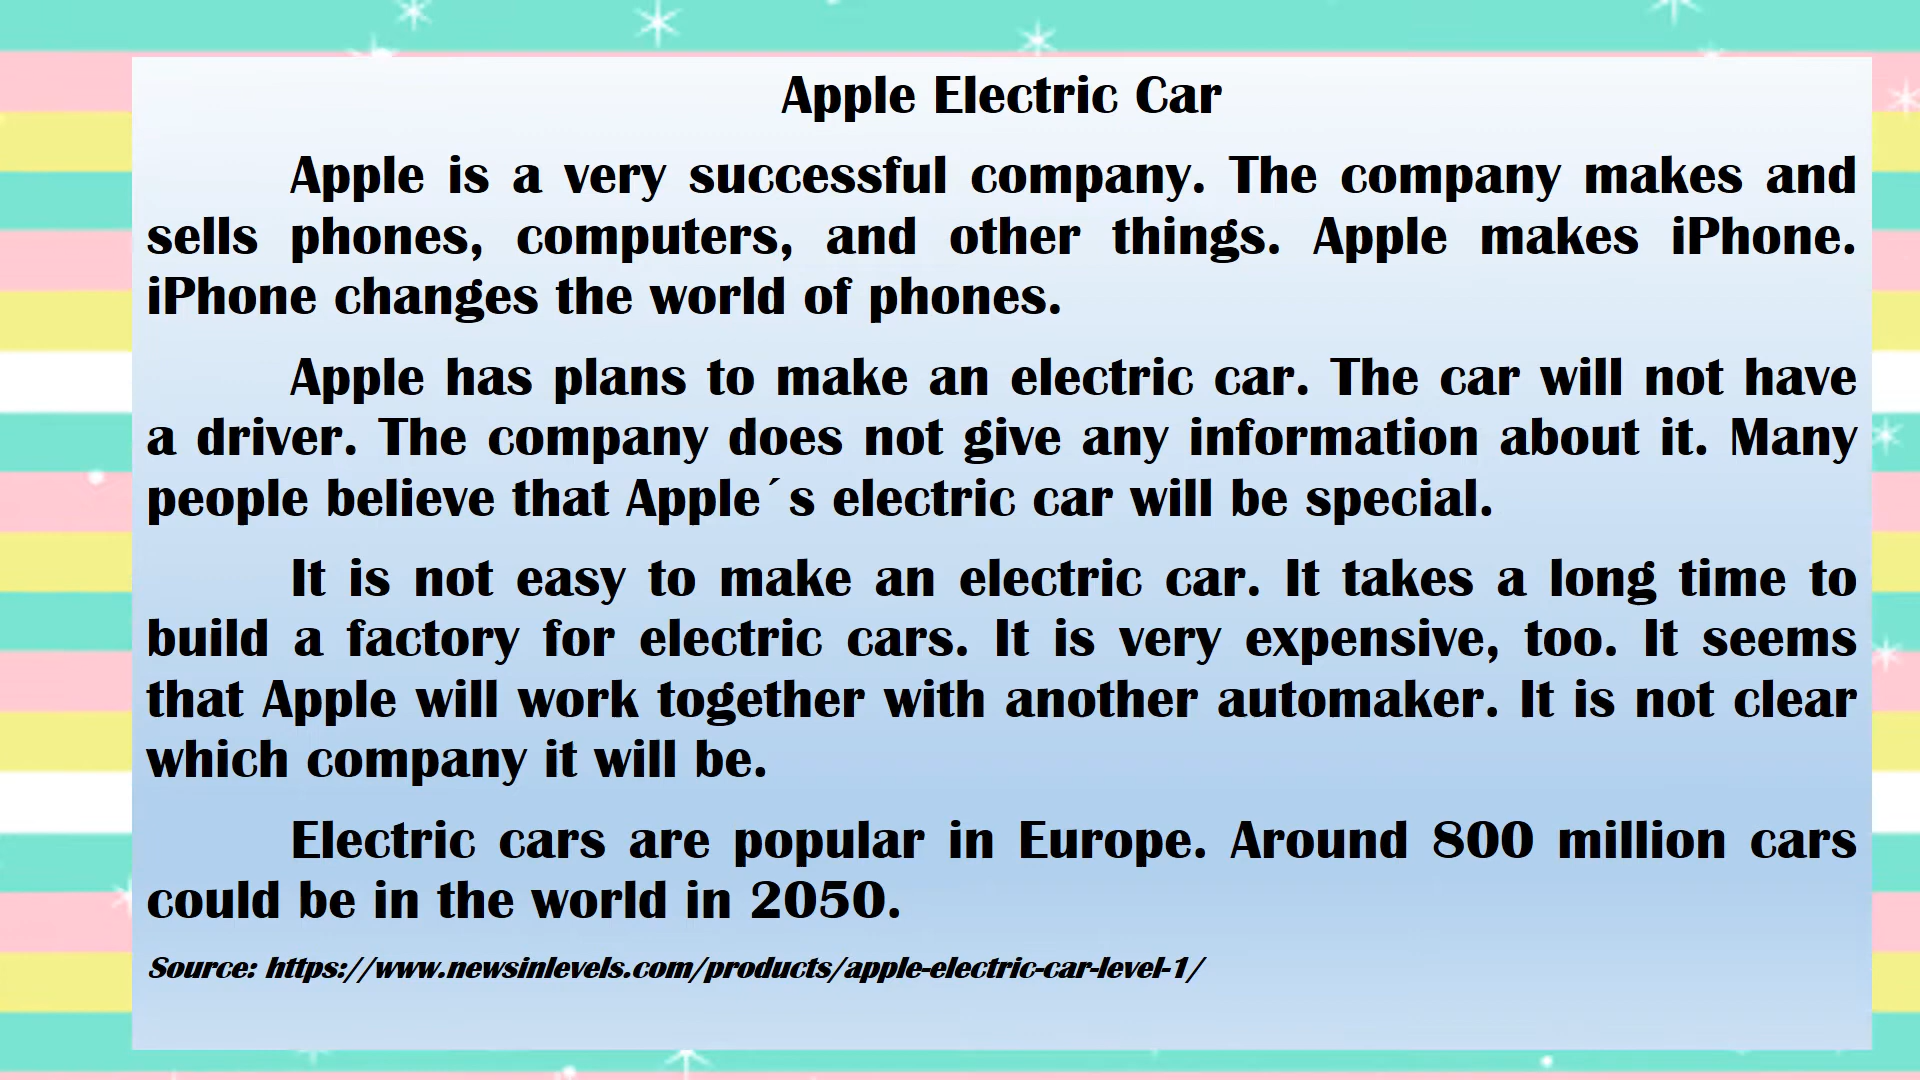 Apple Electric Car
Apple is a very successful company. The company makes and
sells phones, computers, and other things. Apple makes iPhone.
iPhone changes the world of phones.
Apple has plans to make an electric car. The car will not have
a driver. The company does not give any information about it. Many
people believe that Apple´s electric car will be special.
It is not easy to make an electric car. It takes a long time to
build a factory for electric cars. It is very expensive, too. It seems
that Apple will work together with another automaker. It is not clear
which company it will be.
Electric cars are popular in Europe. Around 800 million cars
could be in the world in 2050.
Source: https://www.newsinlevels.com/products/apple-electric-car-level-1/